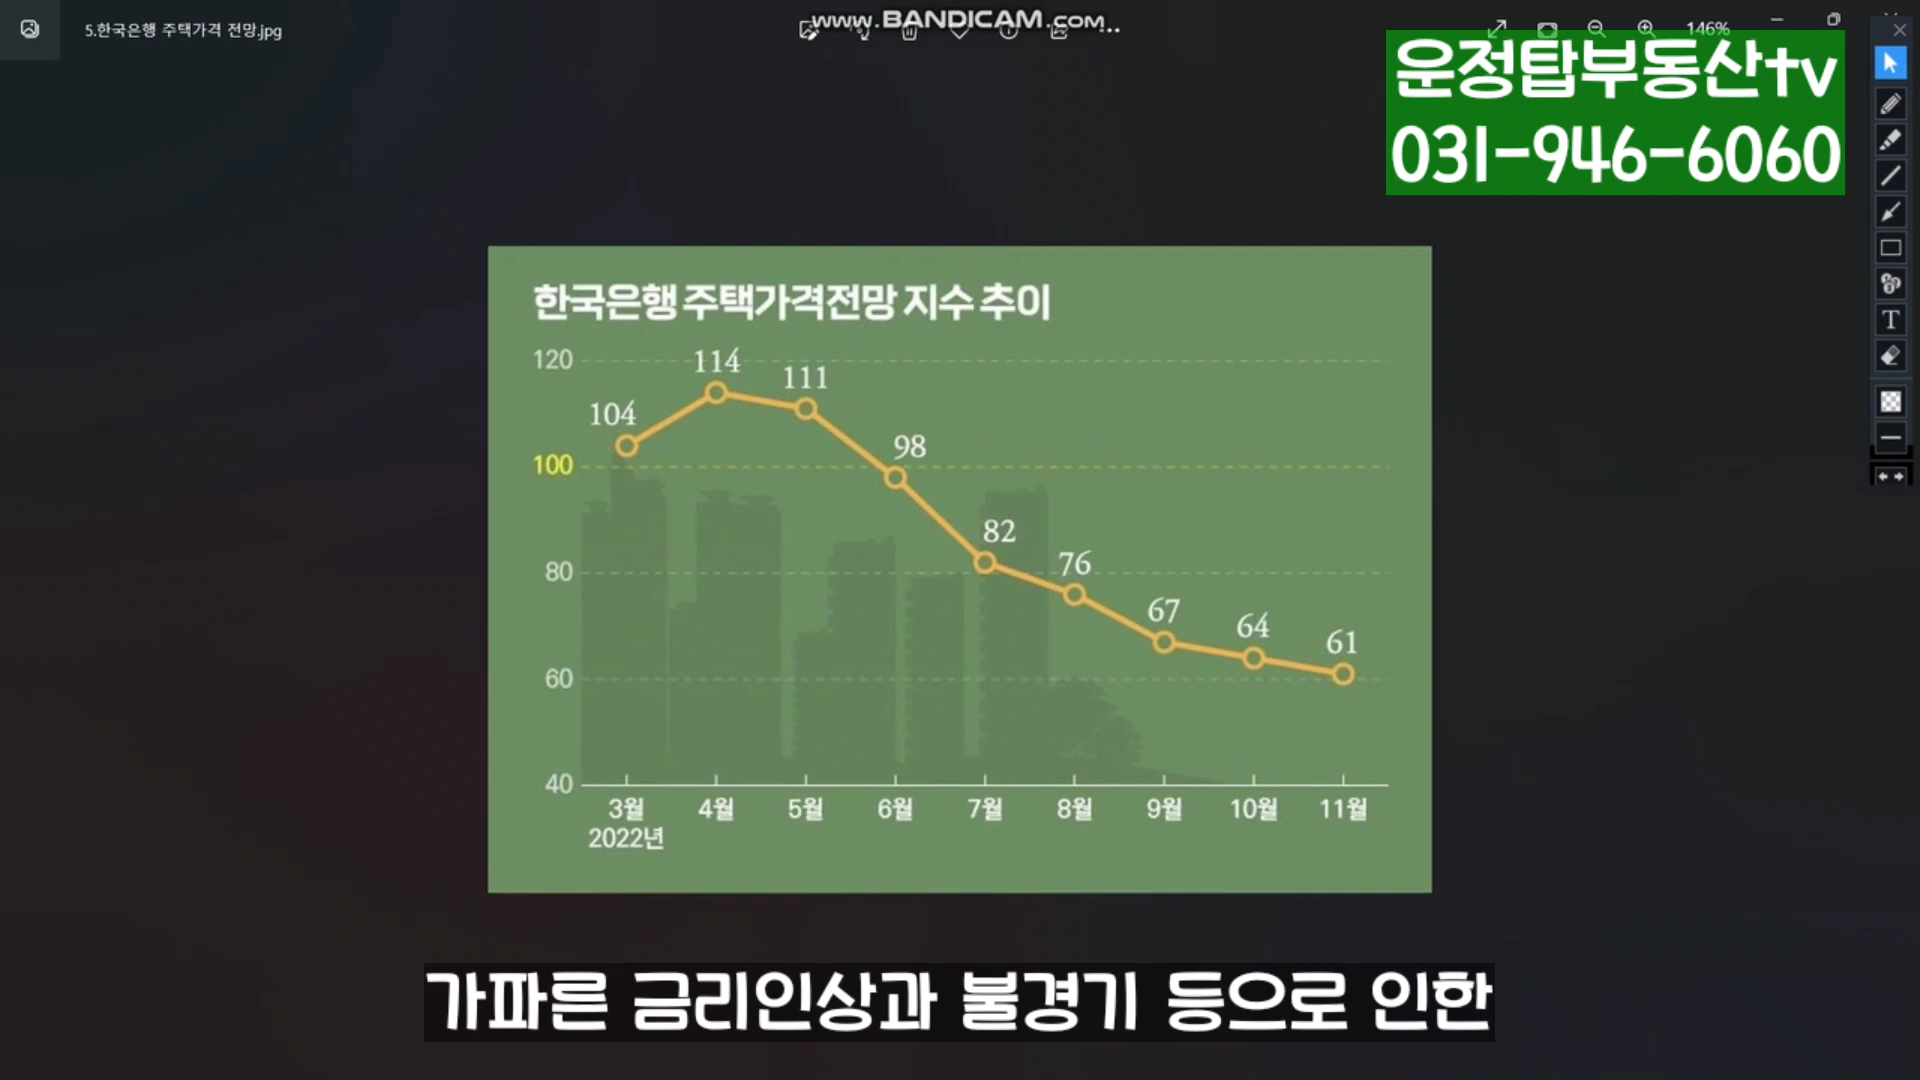 5.한국은행 주택가격 전망.jpg
www.BANDICAM.com
146%
운정탑부동산tv
031-946-6060
한국은행 주택가격전망 지수 추이
120
100
80
60
40
104
114
111
98
82
76
67
64
61
3월 4월 5월 6월 7월 8월 9월 10월 11월
2022년
가파른 금리인상과 불경기 등으로 인한